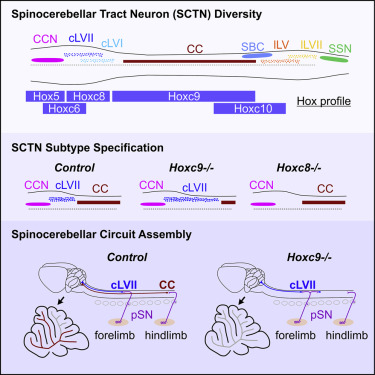 Spinocerebellar Tract Neuron (SCTN) Diversity
CCN cLVII cLVI CC SBC ILV ILVII SSN
Hoxc5 Hoxc8 Hoxc9
Hoxc6 Hoxc10 Hox profile
SCTN Subtype Specification
Control Hoxc9-/- Hoxc8-/-
CCN cLVII CC CCN cLVII CCN CC
Spinocerebellar Circuit Assembly
Control Hoxc9-/-
cLVII CC cLVII
pSN pSN
forelimb hindlimb forelimb hindlimb